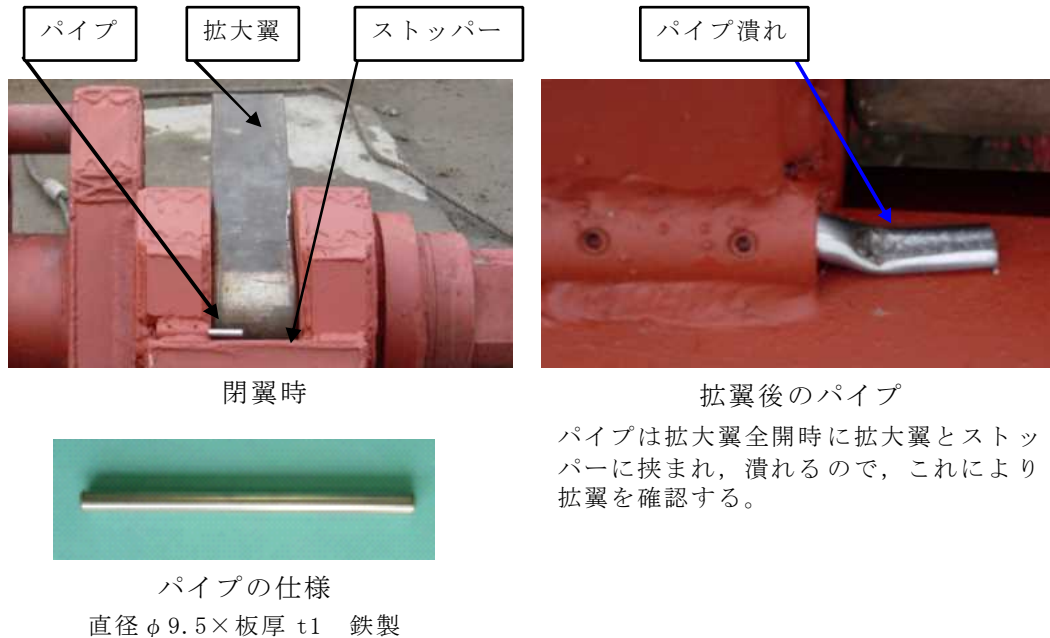 パイプ
拡大翼
ストッパー
パイプ潰れ
閉翼時
拡翼後のパイプ
パイプは拡大翼全開時に拡大翼とストッ
パーに挟まれ，潰れるので，これにより
拡翼を確認する。
パイプの仕様
直径φ9.5×板厚 t1　鉄製